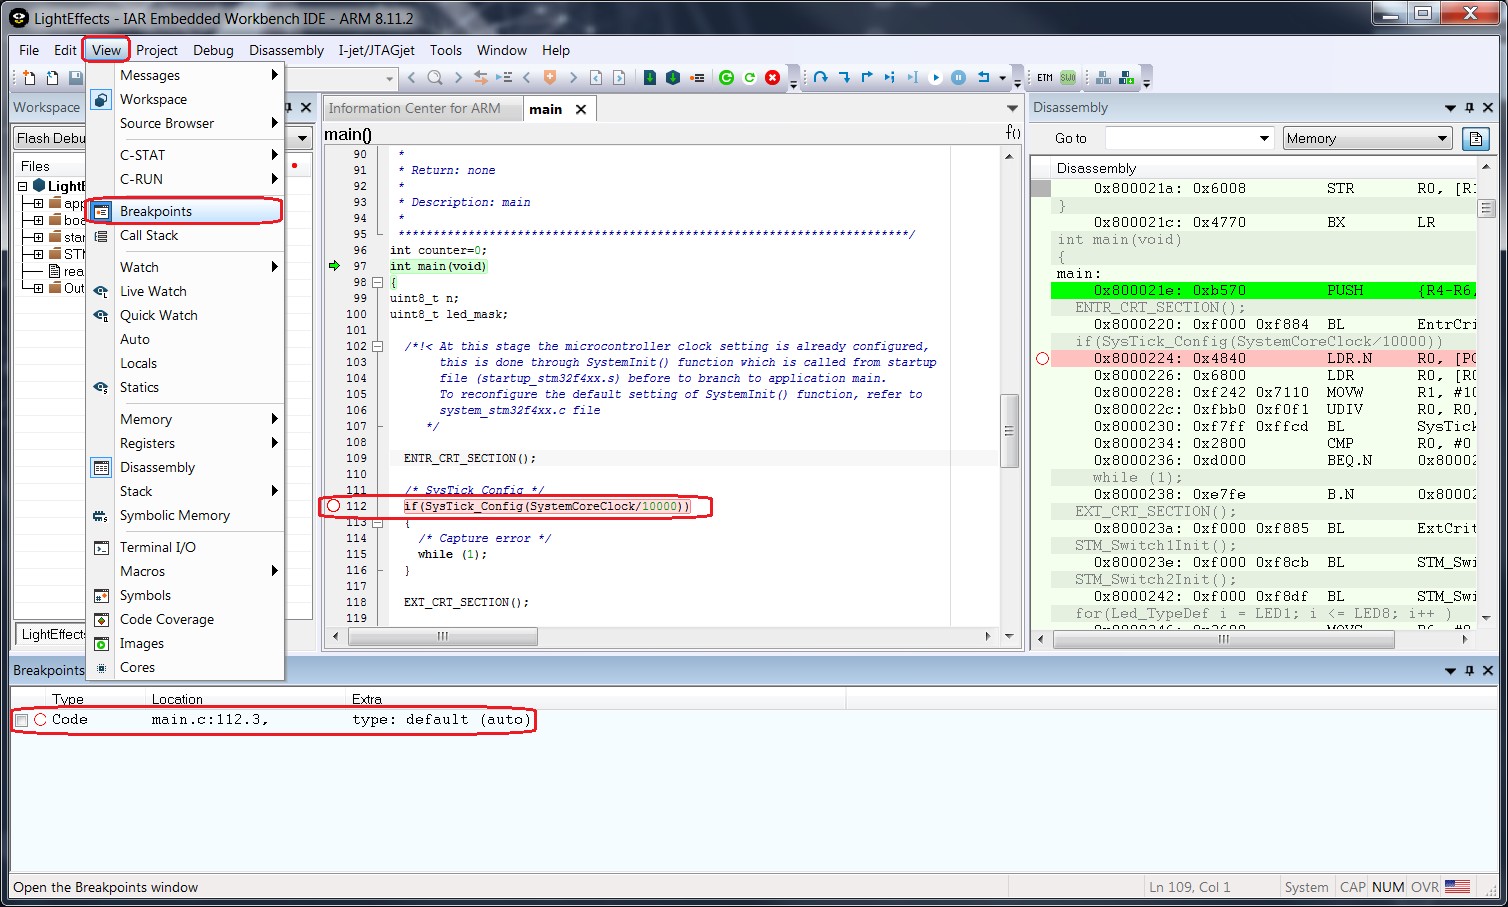 LightEffects - IAR Embedded Workbench IDE - ARM 8.11.2
File Edit View Project Debug Disassembly I-jet/JTAGjet Tools Window Help
ETM SWO
Workspace
Flash Debu
Files
LightE
app
boa
star
STM
rea
Out
LightEffects
Messages
Workspace
Source Browser
C-STAT
C-RUN
Breakpoints
Call Stack
Watch
Live Watch
Quick Watch
Auto
Locals
Statics
Memory
Registers
Disassembly
Stack
Symbolic Memory
Terminal I/O
Macros
Symbols
Code Coverage
Images
Cores
Information Center for ARM main
main() f()
90 *
91 * Return: none
92 *
93 * Description: main
94 *
95 *************************************************************************/
96 int counter=0;
97 int main(void)
98 {
99 uint8_t n;
100 uint8_t led_mask;
101
102 /*!< At this stage the microcontroller clock setting is already configured,
103 this is done through SystemInit() function which is called from startup
104 file (startup_stm32f4xx.s) before to branch to application main.
105 To reconfigure the default setting of SystemInit() function, refer to
106 system_stm32f4xx.c file
107 */
108
109 ENTR_CRT_SECTION();
110
111 /* SysTick Config */
112 if(SysTick_Config(SystemCoreClock/10000))
113 {
114 /* Capture error */
115 while (1);
116 }
117
118 EXT_CRT_SECTION();
119
Disassembly
Go to Memory
Disassembly
0x800021a: 0x6008 STR R0, [R1
}
0x800021c: 0x4770 BX LR
int main(void)
{
main:
0x800021e: 0xb570 PUSH {R4-R6,
ENTR_CRT_SECTION();
0x8000220: 0xf000 0xf884 BL EntrCri
if(SysTick_Config(SystemCoreClock/10000))
0x8000224: 0x4840 LDR.N R0, [PC
0x8000226: 0x6800 LDR R0, [R0
0x8000228: 0xf242 0x7110 MOVW R1, #10
0x800022c: 0xfbb0 0xf0f1 UDIV R0, R0,
0x8000230: 0xf7ff 0xffcd BL SysTick
0x8000234: 0x2800 CMP R0, #0
0x8000236: 0xd000 BEQ.N 0x80002
while (1);
0x8000238: 0xe7fe B.N 0x80002
EXT_CRT_SECTION();
0x800023a: 0xf000 0xf885 BL ExtCrit
STM_Switch1Init();
0x800023e: 0xf000 0xf8cb BL STM_Swi
STM_Switch2Init();
0x8000242: 0xf000 0xf8df BL STM_Swi
for(Led_TypeDef i = LED1; i <= LED8; i++ )
Breakpoints
Type Location Extra
Code main.c:112.3, type: default (auto)
Open the Breakpoints window Ln 109, Col 1 System CAP NUM OVR